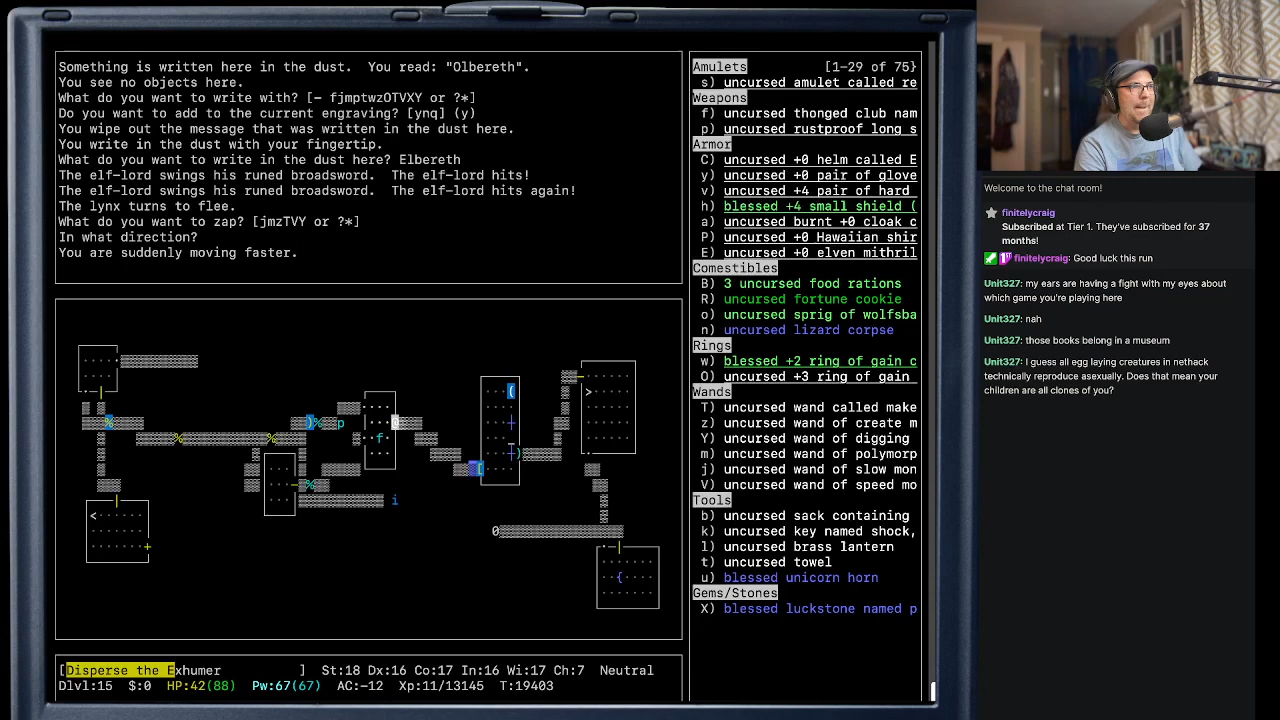 Something is written here in the dust.  You read: "Olbereth".
You see no objects here.
What do you want to write with? [- fjmptwzOTVXY or ?*]
Do you want to add to the current engraving? [ynq] (y)
You wipe out the message that was written in the dust here.
You write in the dust with your fingertip.
What do you want to write in the dust here? Elbereth
The elf-lord swings his runed broadsword.  The elf-lord hits!
The elf-lord swings his runed broadsword.  The elf-lord hits again!
The lynx turns to flee.
What do you want to zap? [jmzTVY or ?*]
In what direction?
You are suddenly moving faster.
[Disperse the Exhumer ] St:18 Dx:16 Co:17 In:16 Wi:17 Ch:7 Neutral
Dlvl:15 $:0 HP:42(88) Pw:67(67) AC:-12 Xp:11/13145 T:19403
Amulets [1-29 of 75}
s) uncursed amulet called re
Weapons
f) uncursed thonged club nam
p) uncursed rustproof long s
Armor
C) uncursed +0 helm called E
y) uncursed +0 pair of glove
v) uncursed +4 pair of hard
h) blessed +4 small shield (
a) uncursed burnt +0 cloak c
P) uncursed +0 Hawaiian shir
E) uncursed +0 elven mithril
Comestibles
B) 3 uncursed food rations
R) uncursed fortune cookie
o) uncursed sprig of wolfsba
n) uncursed lizard corpse
Rings
w) blessed +2 ring of gain c
O) uncursed +3 ring of gain
Wands
T) uncursed wand called make
z) uncursed wand of create m
Y) uncursed wand of digging
m) uncursed wand of polymorp
j) uncursed wand of slow mon
V) uncursed wand of speed mo
Tools
b) uncursed sack containing
k) uncursed key named shock,
l) uncursed brass lantern
t) uncursed towel
u) blessed unicorn horn
Gems/Stones
X) blessed luckstone named p
Welcome to the chat room!
finitelycraig
Subscribed at Tier 1. They've subscribed for 37
months!
finitelycraig: Good luck this run
Unit327: my ears are having a fight with my eyes about
which game you're playing here
Unit327: nah
Unit327: those books belong in a museum
Unit327: I guess all egg laying creatures in nethack
technically reproduce asexually. Does that mean your
children are all clones of you?